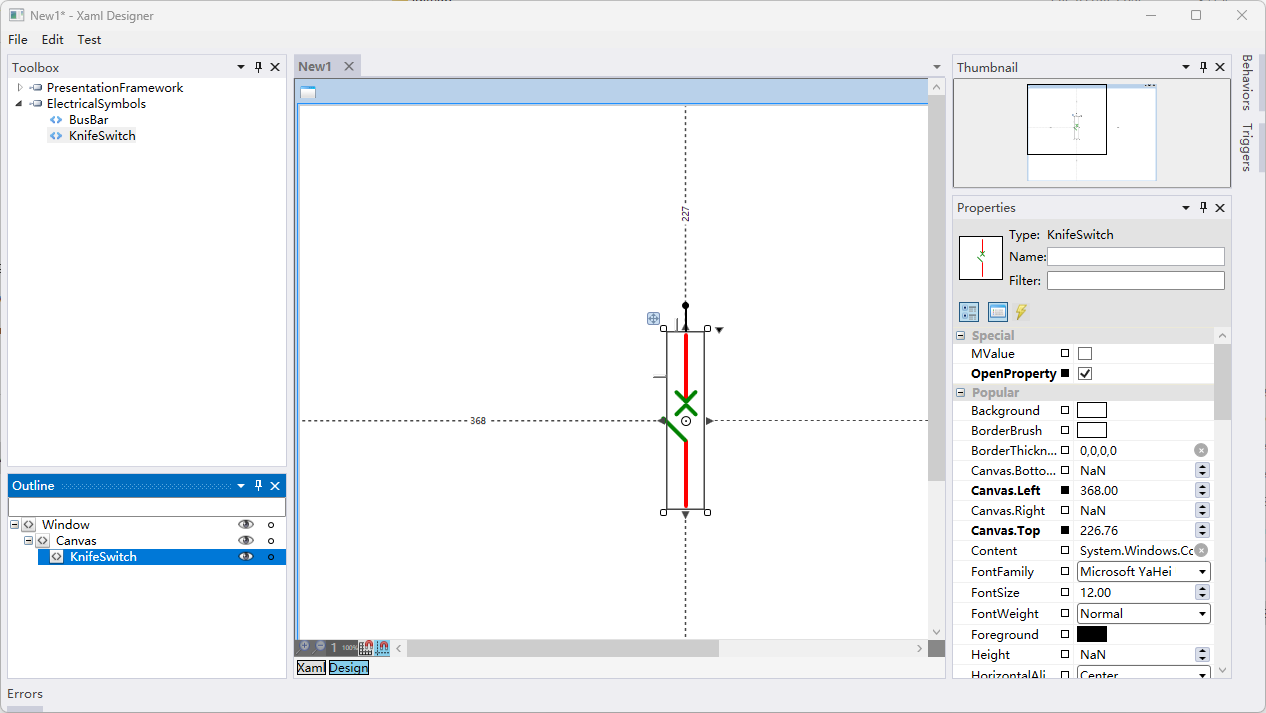 New1* - Xaml Designer
File Edit Test
Toolbox
PresentationFramework
ElectricalSymbols
BusBar
KnifeSwitch
Outline
Window
Canvas
KnifeSwitch
New1
227
368
1 100%
Xaml Design
Thumbnail
Properties
Type: KnifeSwitch
Name:
Filter:
Special
MValue
OpenProperty
Popular
Background
BorderBrush
BorderThickn... 0,0,0,0
Canvas.Botto... NaN
Canvas.Left 368.00
Canvas.Right NaN
Canvas.Top 226.76
Content System.Windows.Cc
FontFamily Microsoft YaHei
FontSize 12.00
FontWeight Normal
Foreground
Height NaN
HorizontalAli Center
Behaviors
Triggers
Errors